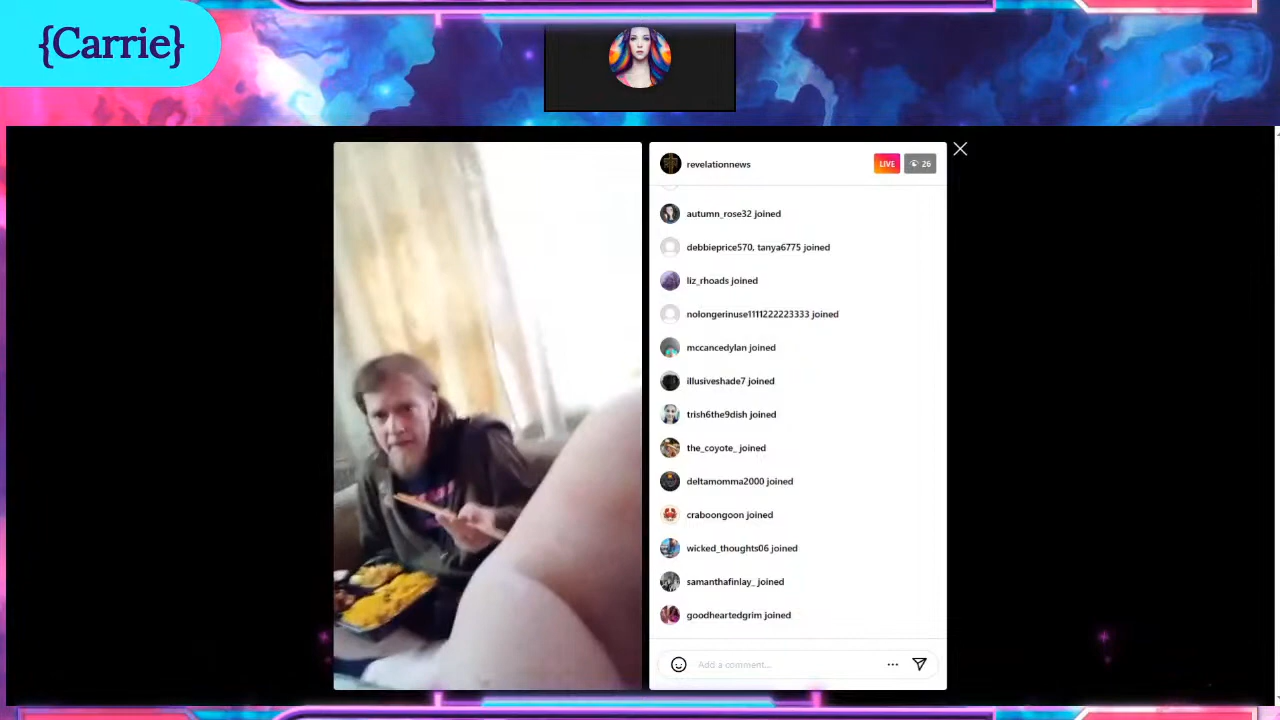 {Carrie}
revelationnews
LIVE
26
autumn_rose32 joined
debbieprice570, tanya6775 joined
liz_rhoads joined
nolongerinuse1111222223333 joined
mccancedylan joined
illusiveshade7 joined
trish6the9dish joined
the_coyote_ joined
deltamomma2000 joined
craboongoon joined
wicked_thoughts06 joined
samanthafinlay_ joined
goodheartedgrim joined
Add a comment...